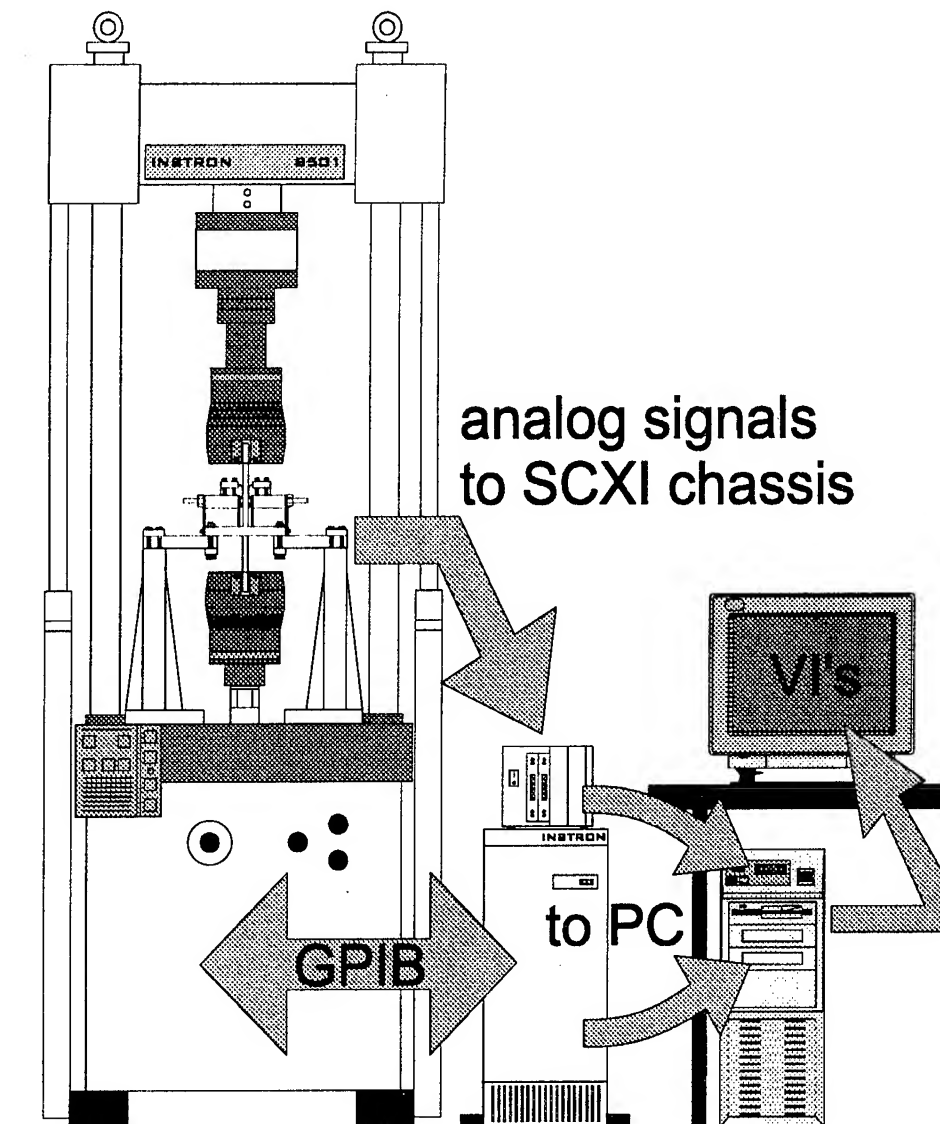 INSTRON 8501
analog signals
to SCXI chassis
VI's
INSTRON
to PC
GPIB